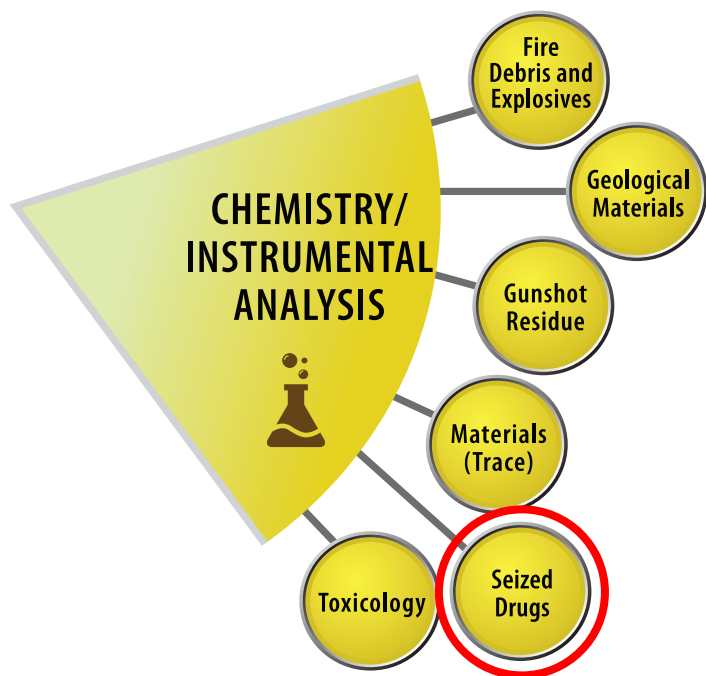 Fire
Debris and
Explosives
Geological
Materials
CHEMISTRY/
INSTRUMENTAL
ANALYSIS
Gunshot
Residue
Materials
(Trace)
Seized
Drugs
Toxicology